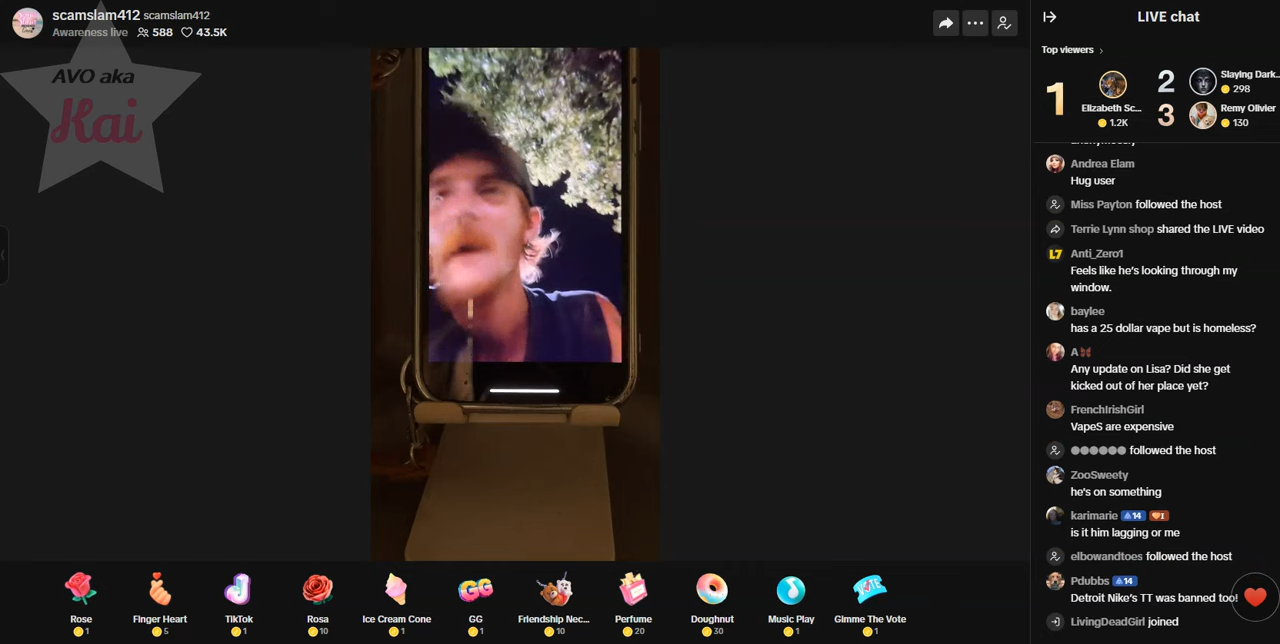 scamslam412 scamslam412
Awareness live 588 43.5K
AVO aka
Kai
LIVE chat
Top viewers
1 Elizabeth Sc... 1.2K
2 Slaying Dark... 298
3 Remy Olivier 130
Andrea Elam
Hug user
Miss Payton followed the host
Terrie Lynn shop shared the LIVE video
L7 Anti_Zero1
Feels like he's looking through my
window.
baylee
has a 25 dollar vape but is homeless?
A
Any update on Lisa? Did she get
kicked out of her place yet?
FrenchIrishGirl
VapeS are expensive
followed the host
ZooSweety
he's on something
karimarie 14 I
is it him lagging or me
elbowandtoes followed the host
Pdubbs 14
Detroit Nike's TT was banned too!
LivingDeadGirl joined
Rose Finger Heart TikTok Rosa Ice Cream Cone GG Friendship Nec... Perfume Doughnut Music Play Gimme The Vote
1 5 1 10 1 1 10 20 30 1 1